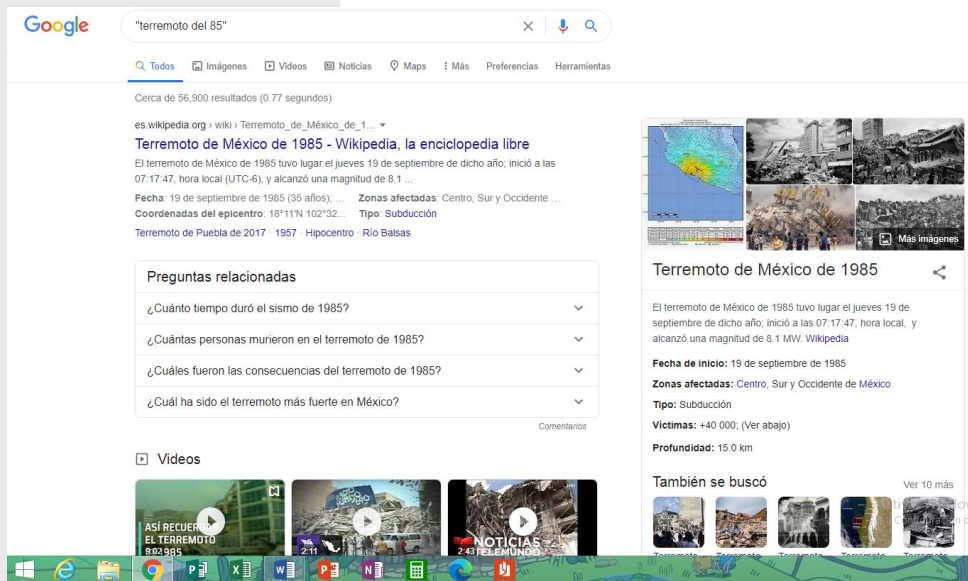 Google
"terremoto del 85"
Todos Imágenes Videos Noticias Maps Más Preferencias Herramientas
Cerca de 56,900 resultados (0.77 segundos)
es.wikipedia.org › wiki › Terremoto_de_México_de_1...
Terremoto de México de 1985 - Wikipedia, la enciclopedia libre
El terremoto de México de 1985 tuvo lugar el jueves 19 de septiembre de dicho año; inició a las
07:17:47, hora local (UTC-6), y alcanzó una magnitud de 8.1 ...
Fecha: 19 de septiembre de 1985 (35 años); ... Zonas afectadas: Centro, Sur y Occidente ...
Coordenadas del epicentro: 18°11′N 102°32... Tipo: Subducción
Terremoto de Puebla de 2017 · 1957 · Hipocentro · Río Balsas
Preguntas relacionadas
¿Cuánto tiempo duró el sismo de 1985?
¿Cuántas personas murieron en el terremoto de 1985?
¿Cuáles fueron las consecuencias del terremoto de 1985?
¿Cuál ha sido el terremoto más fuerte en México?
Comentarios
Videos
ASÍ RECUERDAN
EL TERREMOTO
9:02 985
2:11
NOTICIAS
2:43 TELEMUNDO
Más imágenes
Terremoto de México de 1985
El terremoto de México de 1985 tuvo lugar el jueves 19 de
septiembre de dicho año; inició a las 07:17:47, hora local, y
alcanzó una magnitud de 8.1 MW. Wikipedia
Fecha de inicio: 19 de septiembre de 1985
Zonas afectadas: Centro, Sur y Occidente de México
Tipo: Subducción
Víctimas: +40 000; (Ver abajo)
Profundidad: 15.0 km
También se buscó
Ver 10 más
Terremoto Terremoto Terremoto Terremoto Terremoto